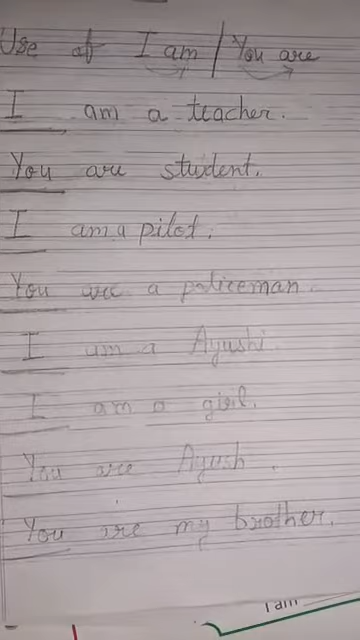 Use of I am / You are
I am a teacher.
You are student.
I am a pilot.
You are a policeman.
I am a Ayushi.
I am a girl.
You are Ayush.
You are my brother.
I am